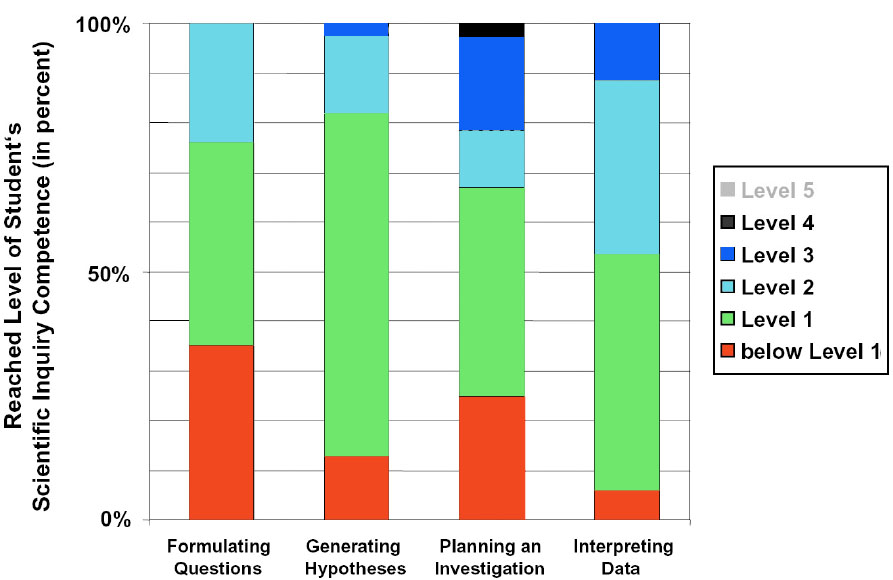 100%
50%
0%
Reached Level of Student‘s
Scientific Inquiry Competence (in percent)
Formulating
Questions
Generating
Hypotheses
Planning an
Investigation
Interpreting
Data
Level 5
Level 4
Level 3
Level 2
Level 1
below Level 1